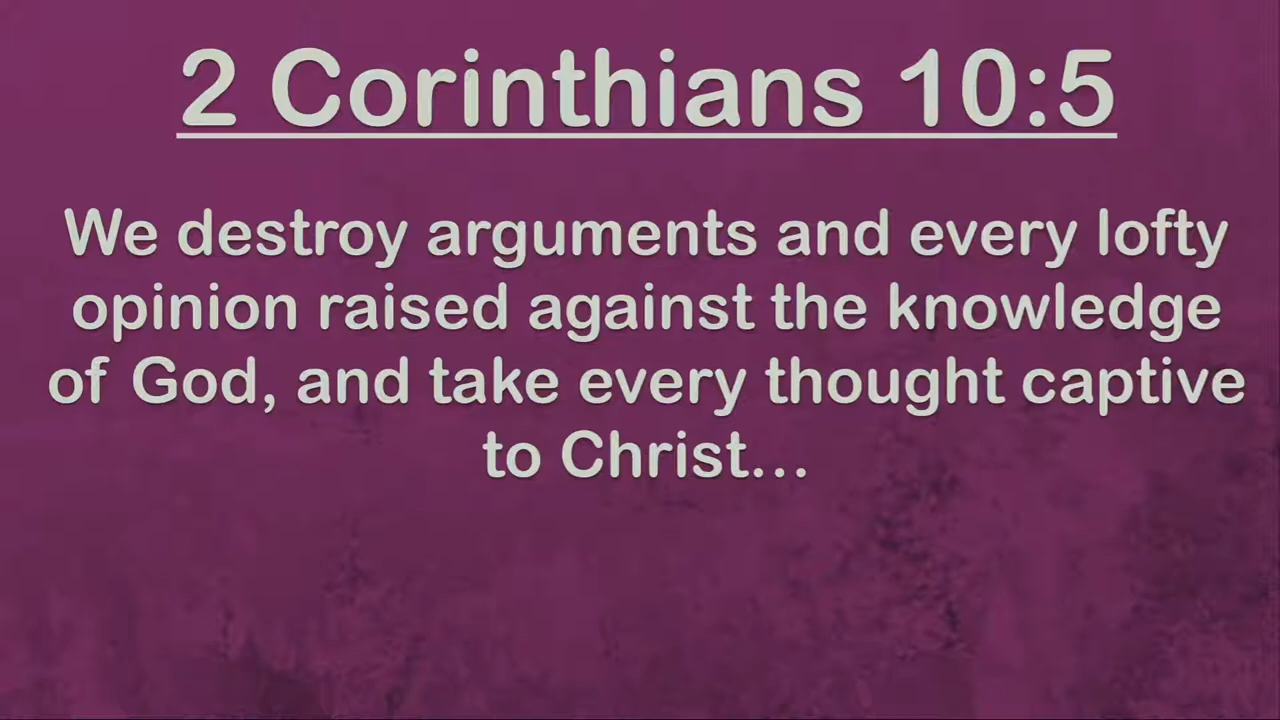 2 Corinthians 10:5
We destroy arguments and every lofty
opinion raised against the knowledge
of God, and take every thought captive
to Christ...